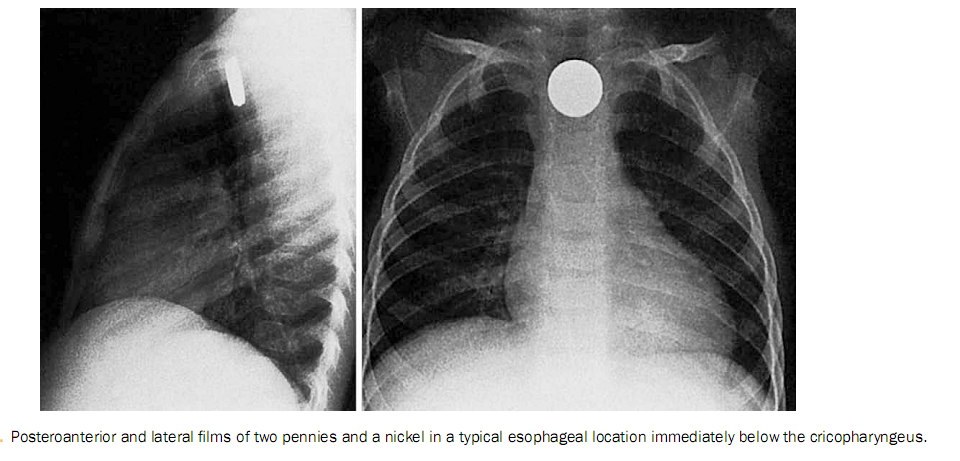 Posteroanterior and lateral films of two pennies and a nickel in a typical esophageal location immediately below the cricopharyngeus.